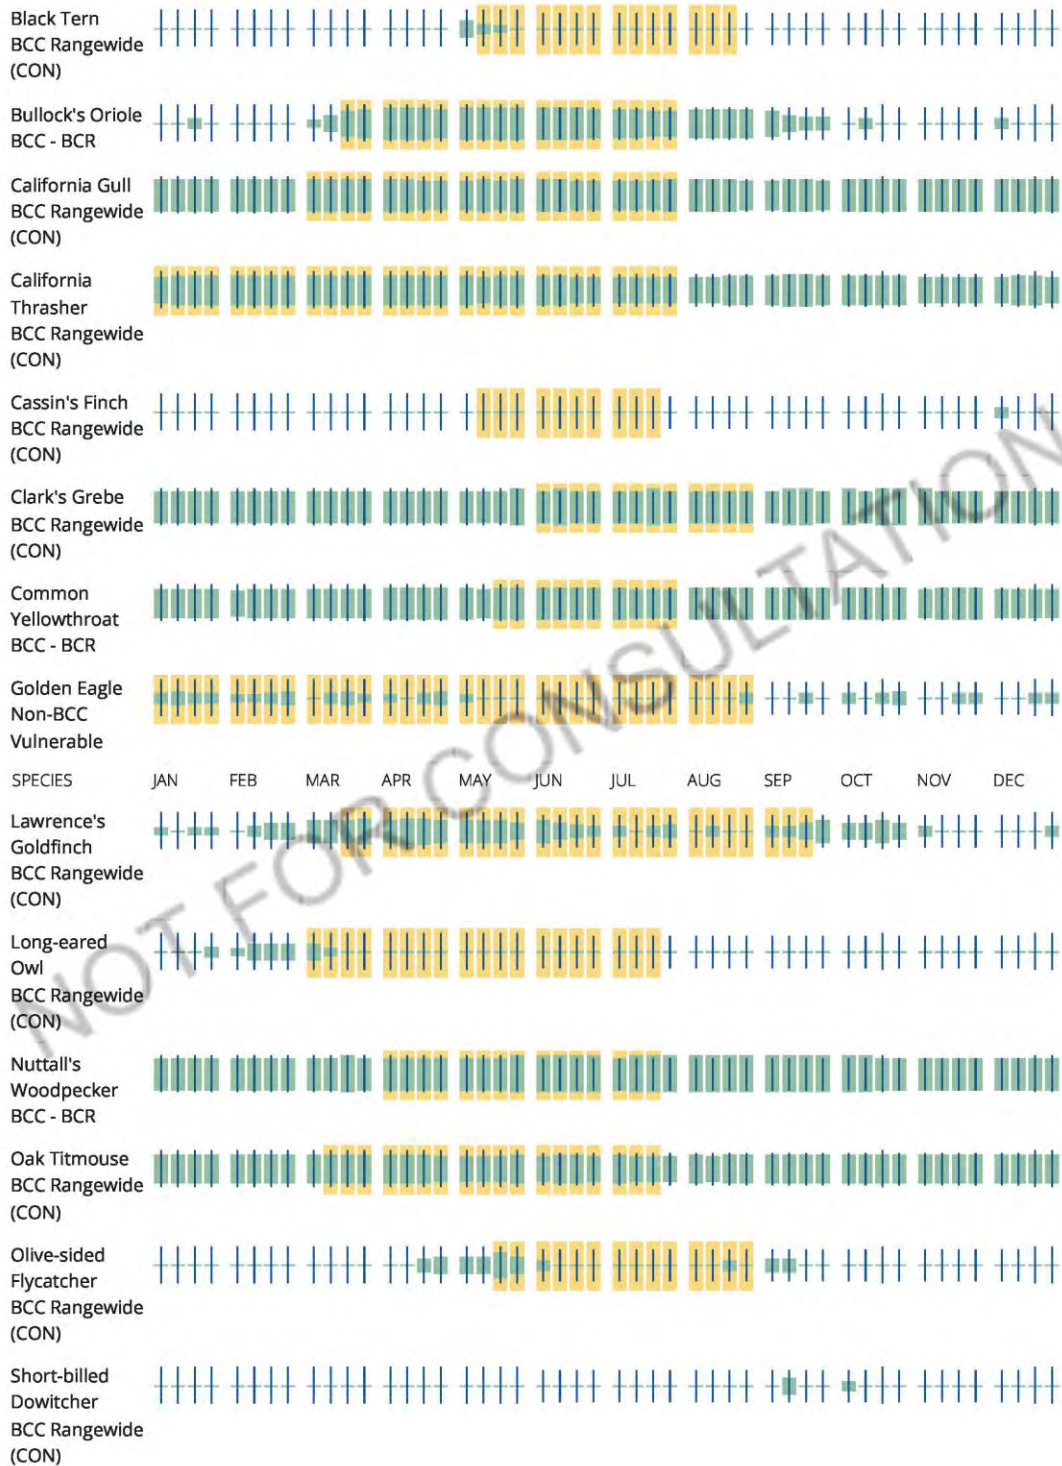 Black Tern
BCC Rangewide
(CON)
Bullock's Oriole
BCC - BCR
California Gull
BCC Rangewide
(CON)
California
Thrasher
BCC Rangewide
(CON)
Cassin's Finch
BCC Rangewide
(CON)
Clark's Grebe
BCC Rangewide
(CON)
Common
Yellowthroat
BCC - BCR
Golden Eagle
Non-BCC
Vulnerable
SPECIES JAN FEB MAR APR MAY JUN JUL AUG SEP OCT NOV DEC
Lawrence's
Goldfinch
BCC Rangewide
(CON)
Long-eared
Owl
BCC Rangewide
(CON)
Nuttall's
Woodpecker
BCC - BCR
Oak Titmouse
BCC Rangewide
(CON)
Olive-sided
Flycatcher
BCC Rangewide
(CON)
Short-billed
Dowitcher
BCC Rangewide
(CON)
NOT FOR CONSULTATION